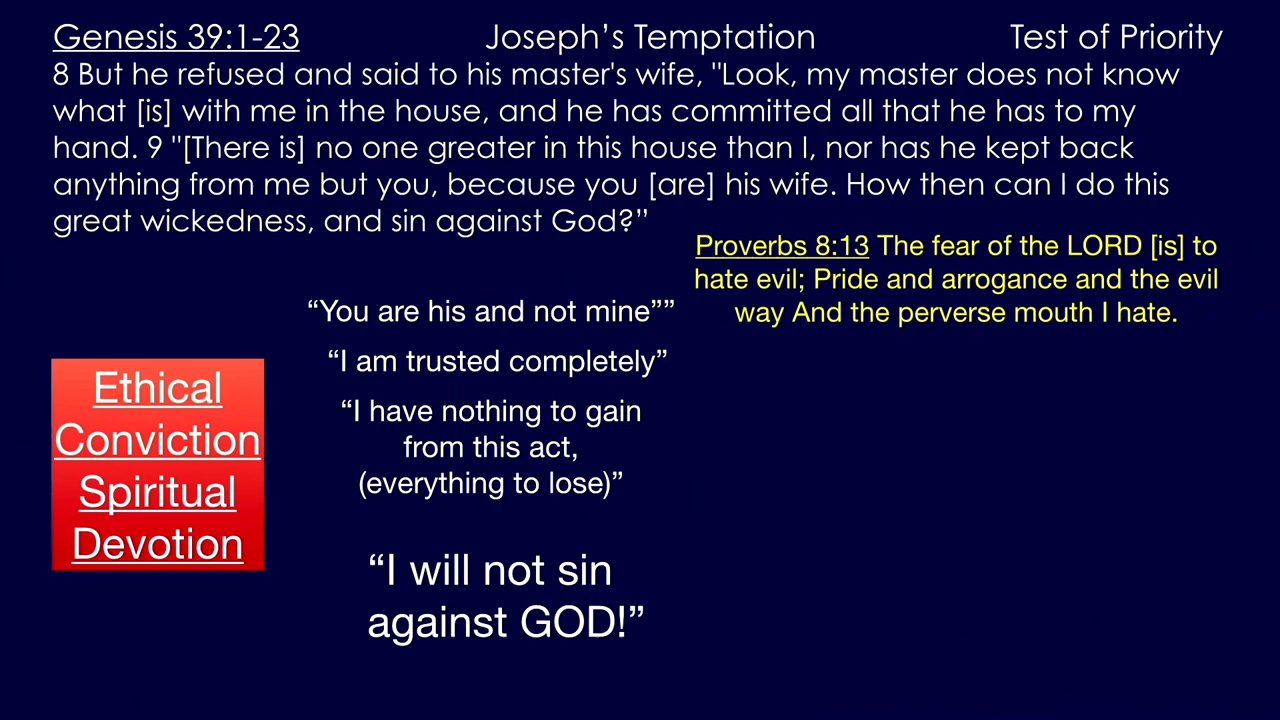 Genesis 39:1-23 Joseph’s Temptation Test of Priority
8 But he refused and said to his master's wife, "Look, my master does not know
what [is] with me in the house, and he has committed all that he has to my
hand. 9 "[There is] no one greater in this house than I, nor has he kept back
anything from me but you, because you [are] his wife. How then can I do this
great wickedness, and sin against God?”
Proverbs 8:13 The fear of the LORD [is] to
hate evil; Pride and arrogance and the evil
way And the perverse mouth I hate.
“You are his and not mine””
“I am trusted completely”
“I have nothing to gain
from this act,
(everything to lose)”
Ethical
Conviction
Spiritual
Devotion
“I will not sin
against GOD!”